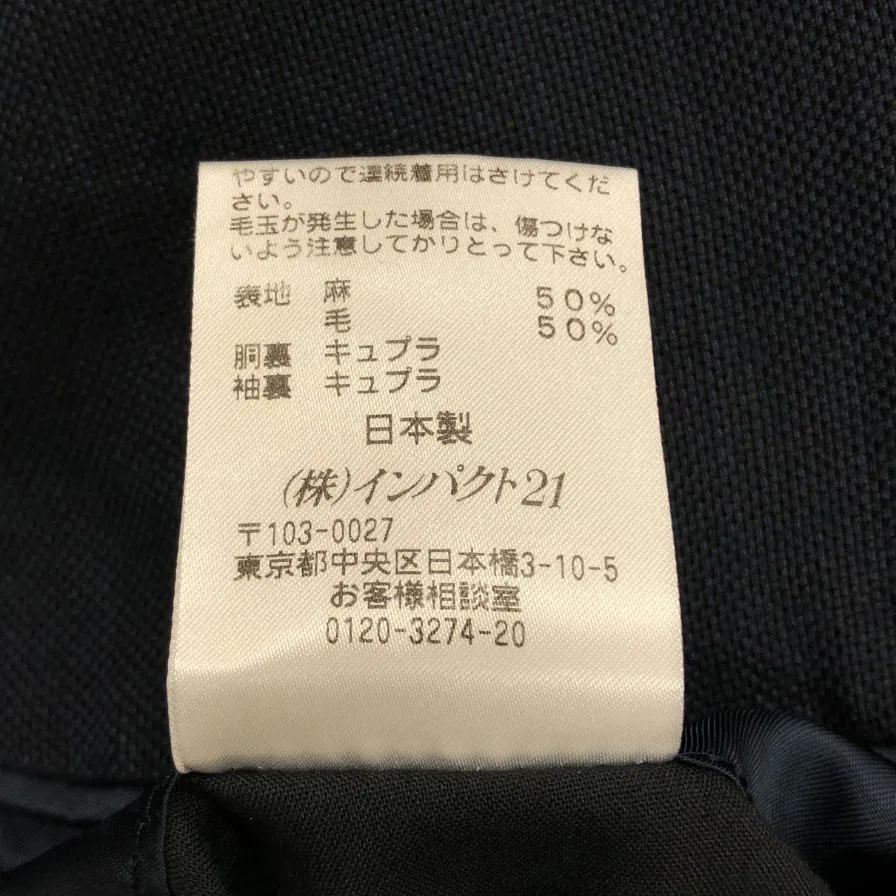 やすいので連続着用はさけてくだ
さい。
毛玉が発生した場合は、傷つけな
いよう注意してかりとって下さい。
表地 麻 50%
毛 50%
胴裏 キュプラ
袖裏 キュプラ
日本製
(株)インパクト21
〒103-0027
東京都中央区日本橋3-10-5
お客様相談室
0120-3274-20